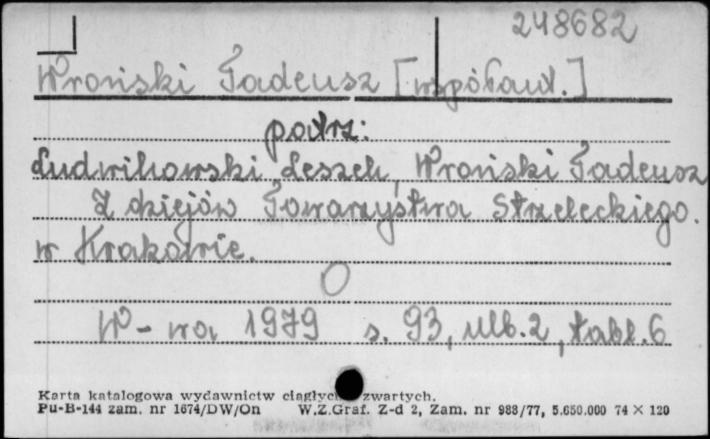 248682
Wroński Tadeusz [współaut.]
patrz:
Ludwikowski Leszek, Wroński Tadeusz
Z dziejów Towarzystwa Strzeleckiego.
w Krakowie.
W-wa 1979 s. 93, nlb. 2, tabl. 6
Karta katalogowa wydawnictw ciągłych zwartych.
Pu-B-144 zam. nr 1674/DW/On W.Z.Graf. Z-d 2, Zam. nr 988/77, 5.650.000 74 × 120